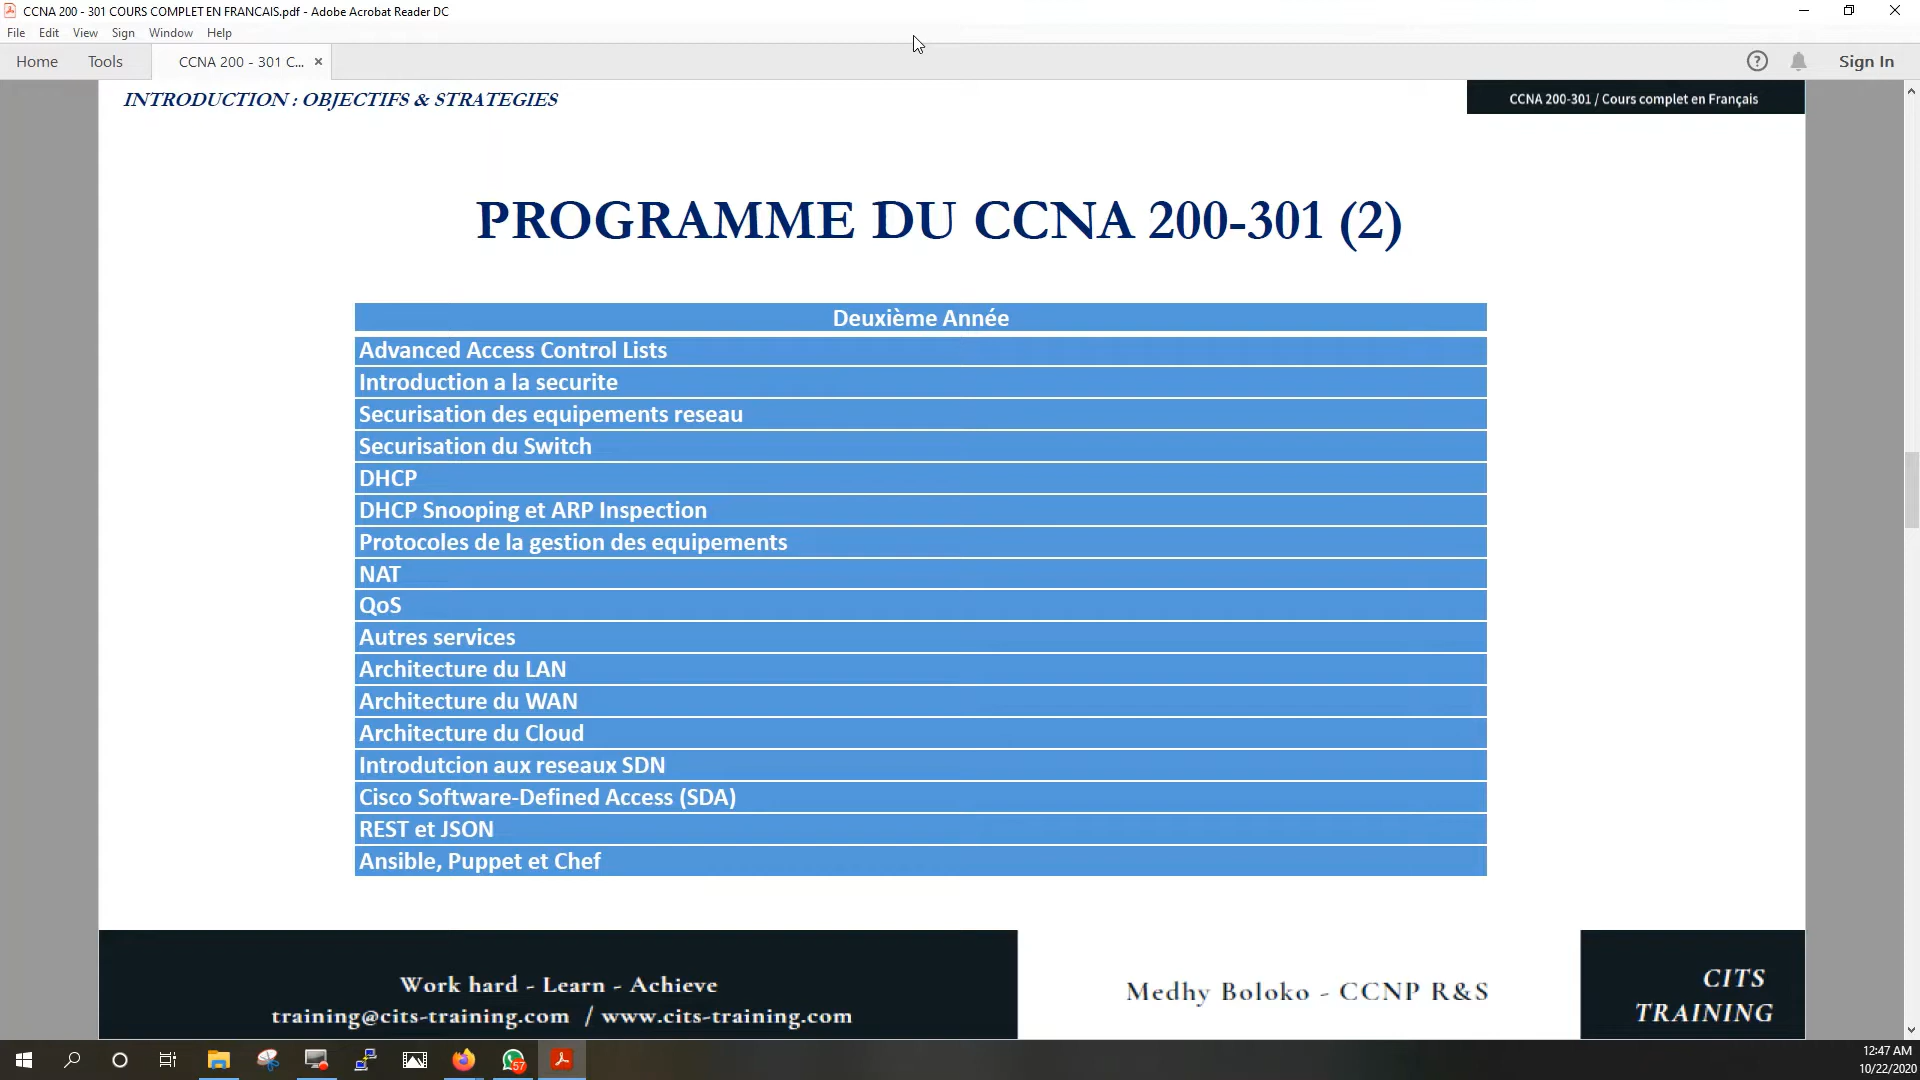 CCNA 200 - 301 COURS COMPLET EN FRANCAIS.pdf - Adobe Acrobat Reader DC
File Edit View Sign Window Help
Home Tools CCNA 200 - 301 C... × ? Sign In
INTRODUCTION : OBJECTIFS & STRATEGIES
CCNA 200-301 / Cours complet en Français
PROGRAMME DU CCNA 200-301 (2)
Deuxième Année
Advanced Access Control Lists
Introduction a la securite
Securisation des equipements reseau
Securisation du Switch
DHCP
DHCP Snooping et ARP Inspection
Protocoles de la gestion des equipements
NAT
QoS
Autres services
Architecture du LAN
Architecture du WAN
Architecture du Cloud
Introdutcion aux reseaux SDN
Cisco Software-Defined Access (SDA)
REST et JSON
Ansible, Puppet et Chef
Work hard - Learn - Achieve
training@cits-training.com / www.cits-training.com
Medhy Boloko - CCNP R&S
CITS
TRAINING
57
12:47 AM
10/22/2020